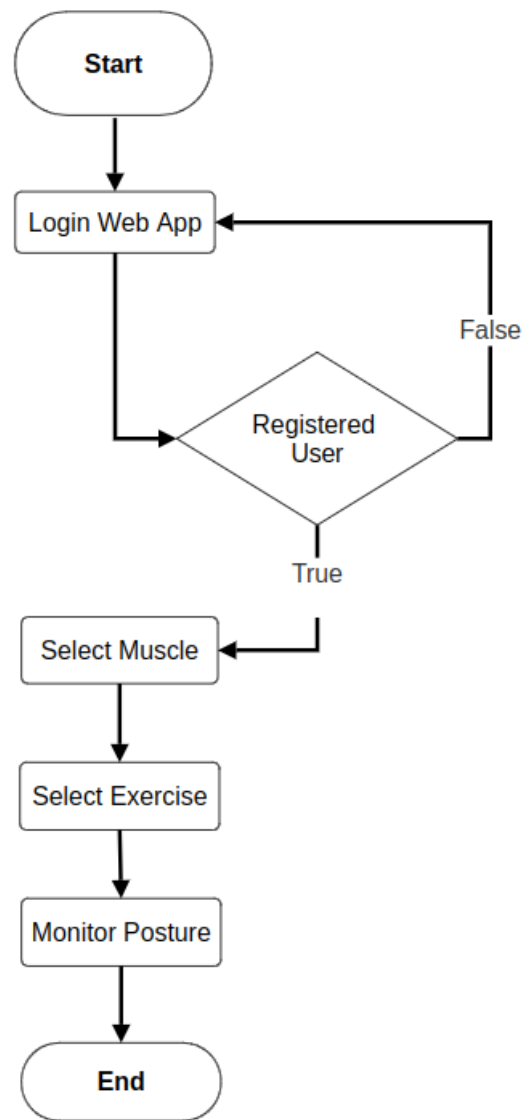 Start
Login Web App
False
Registered
User
True
Select Muscle
Select Exercise
Monitor Posture
End